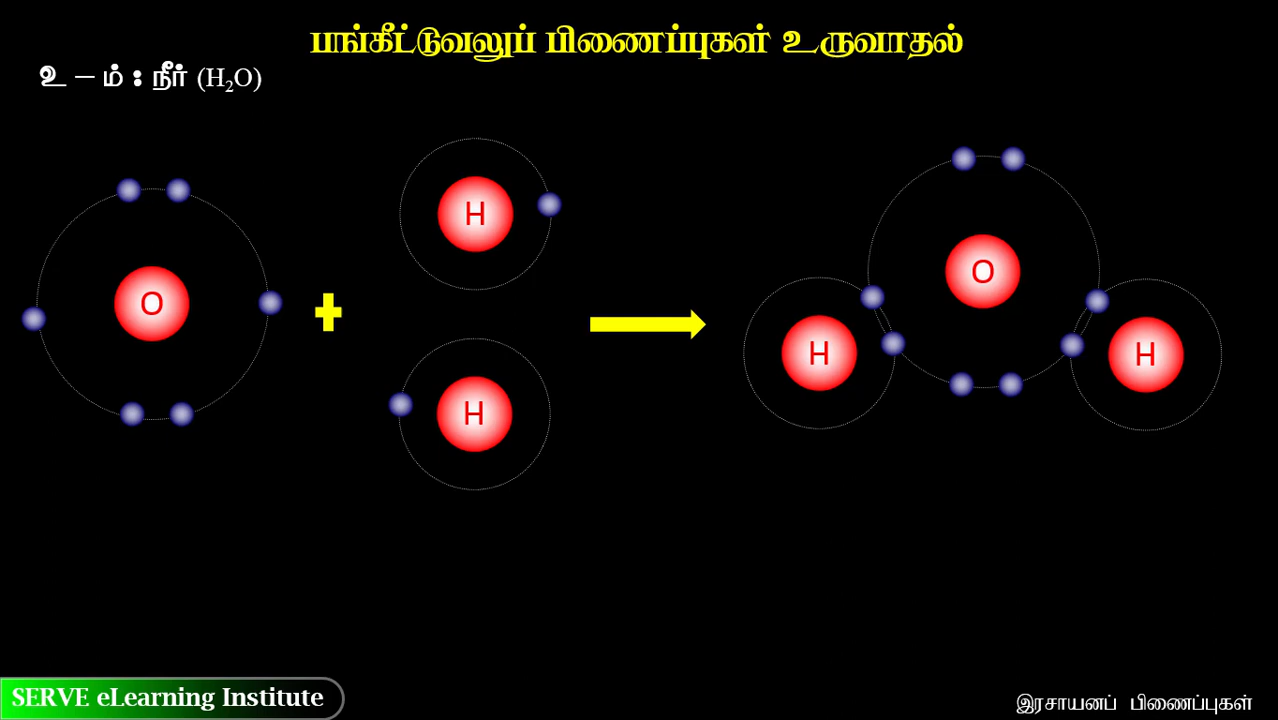 பங்கீட்டுவலுப் பிணைப்புகள் உருவாதல்
உ – ம் : நீர் (H₂O)
O
H
H
O
H
H
SERVE eLearning Institute
இரசாயனப் பிணைப்புகள்